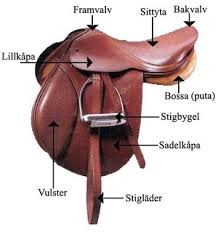 Framvalv
Bakvalv
Sittyta
Lillkåpa
Bossa (puta)
Stigbygel
Sadelkåpa
Vulster
Stigläder